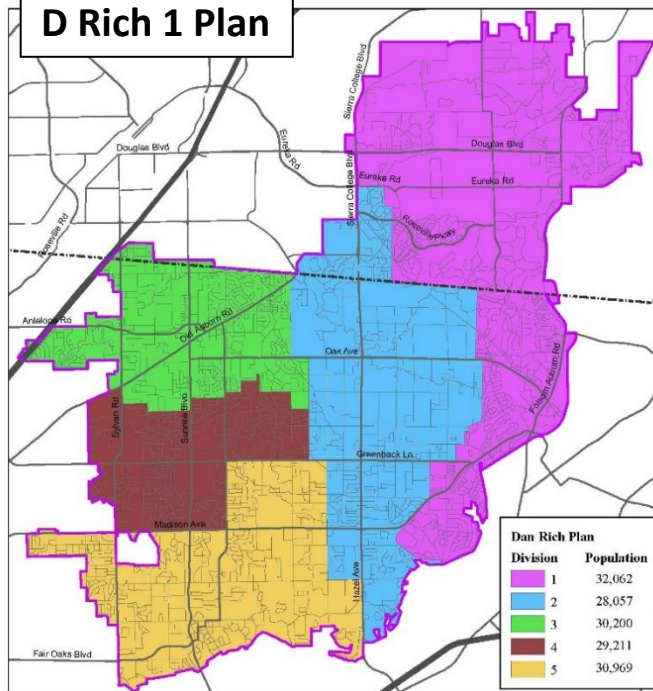 D Rich 1 Plan
Sierra College Blvd
Douglas Blvd
Douglas Blvd
Eureka Rd
Eureka Rd
Eureka Rd
Sierra College Blvd
Roseville Pkwy
Roseville Rd
Antelope Rd
Old Auburn Rd
Oak Ave
Folsom Auburn Rd
Sylvan Rd
Sunrise Blvd
Greenback Ln
Madison Ave
Hazel Ave
Fair Oaks Blvd
Dan Rich Plan
Division Population
1 32,062
2 28,057
3 30,200
4 29,211
5 30,969